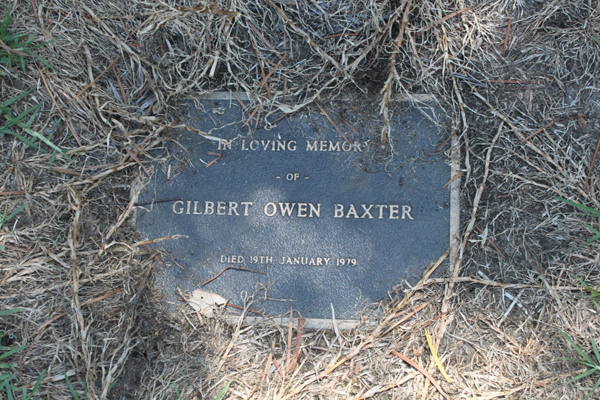 IN LOVING MEMORY
- OF -
GILBERT OWEN BAXTER
DIED 19TH JANUARY 1979